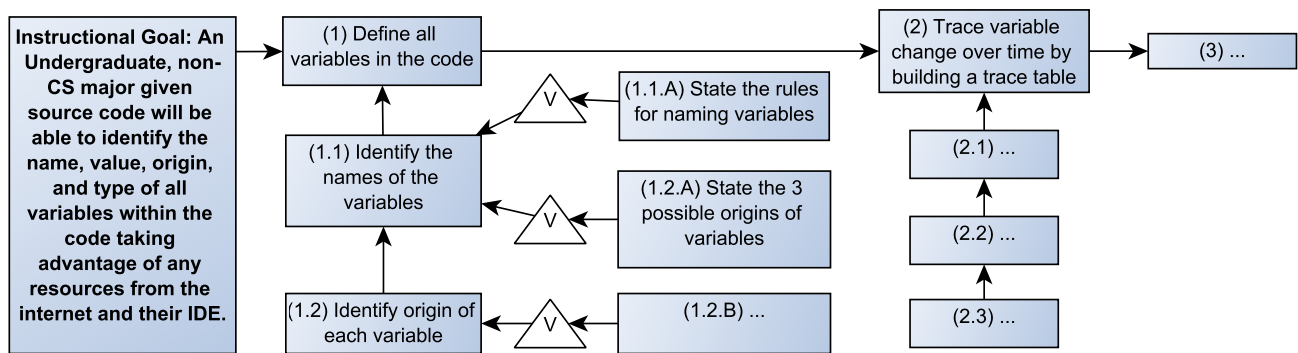 Instructional Goal: An
Undergraduate, non-
CS major given
source code will be
able to identify the
name, value, origin,
and type of all
variables within the
code taking
advantage of any
resources from the
internet and their IDE.
(1) Define all
variables in the code
(1.1) Identify the
names of the
variables
(1.2) Identify origin of
each variable
V
(1.1.A) State the rules
for naming variables
V
(1.2.A) State the 3
possible origins of
variables
V
(1.2.B) ...
(2) Trace variable
change over time by
building a trace table
(2.1) ...
(2.2) ...
(2.3) ...
(3) ...